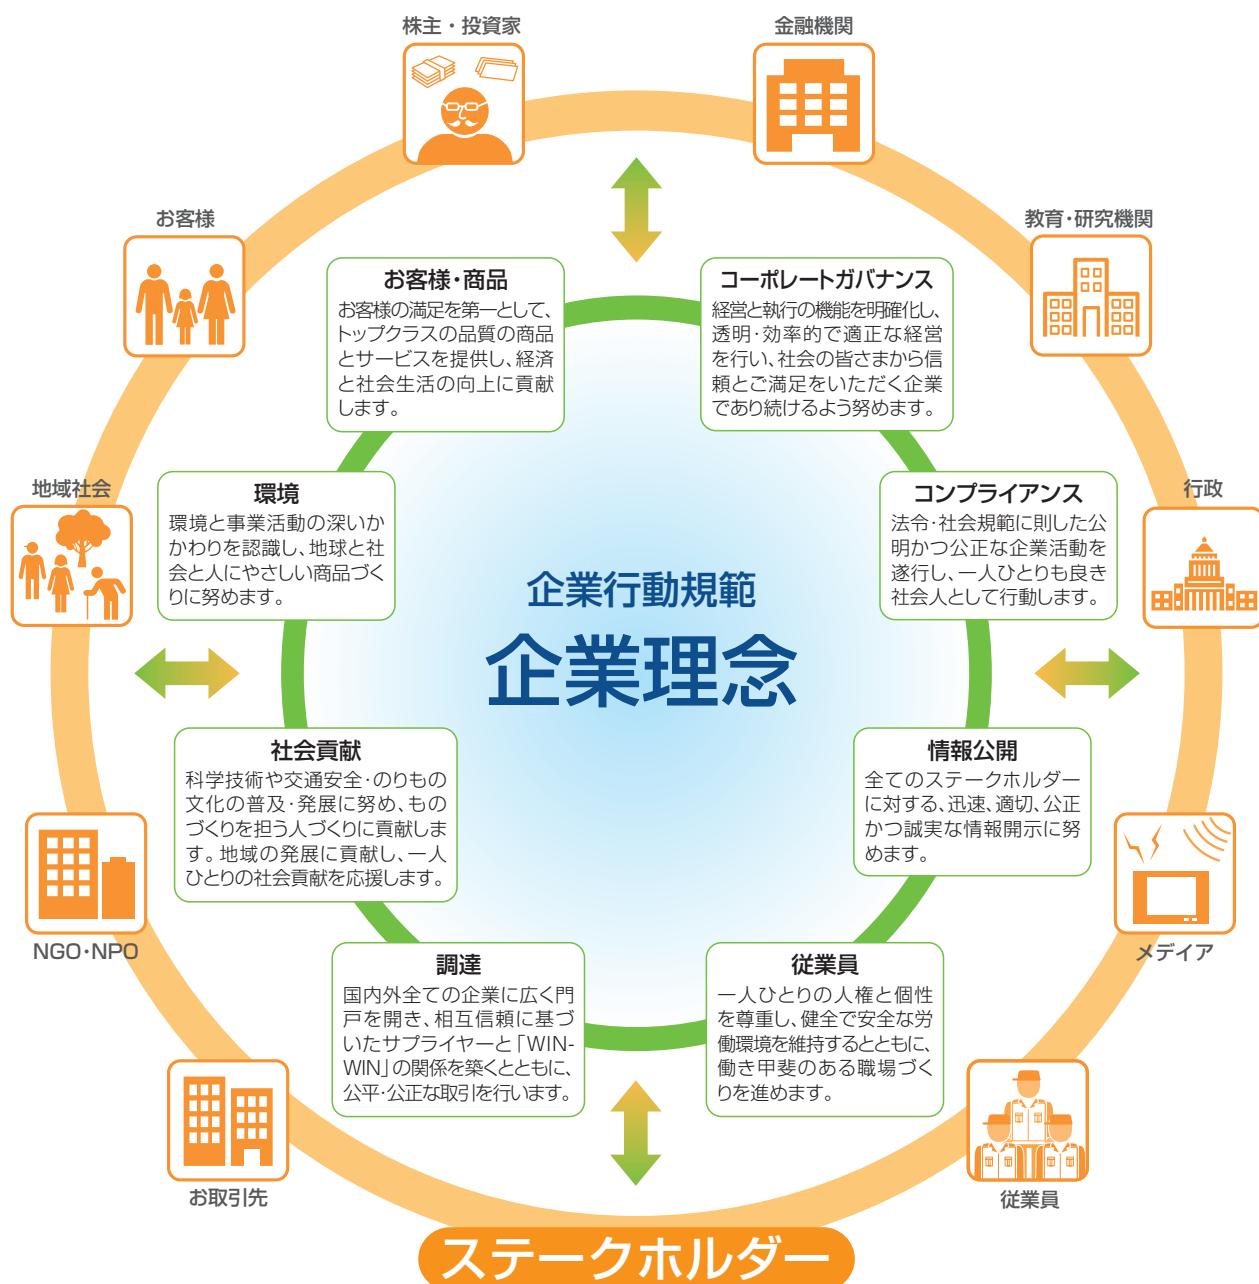 株主・投資家
金融機関
お客様
教育・研究機関
お客様・商品
お客様の満足を第一として、
トップクラスの品質の商品
とサービスを提供し、経済
と社会生活の向上に貢献
します。
コーポレートガバナンス
経営と執行の機能を明確化し、
透明・効率的で適正な経営
を行い、社会の皆さまから信
頼とご満足をいただく企業
であり続けるよう努めます。
地域社会
環境
環境と事業活動の深いか
かわりを認識し、地球と社
会と人にやさしい商品づく
りに努めます。
コンプライアンス
法令・社会規範に則した公
明かつ公正な企業活動を
遂行し、一人ひとりも良き
社会人として行動します。
行政
企業行動規範
企業理念
社会貢献
科学技術や交通安全・のりもの
文化の普及・発展に努め、もの
づくりを担う人づくりに貢献しま
す。地域の発展に貢献し、一人
ひとりの社会貢献を応援します。
情報公開
全てのステークホルダー
に対する、迅速、適切、公正
かつ誠実な情報開示に努
めます。
NGO・NPO
メディア
調達
国内外全ての企業に広く門
戸を開き、相互信頼に基づ
いたサプライヤーと「WIN-
WIN」の関係を築くとともに、
公平・公正な取引を行います。
従業員
一人ひとりの人権と個性
を尊重し、健全で安全な労
働環境を維持するとともに、
働き甲斐のある職場づく
りを進めます。
お取引先
従業員
ステークホルダー